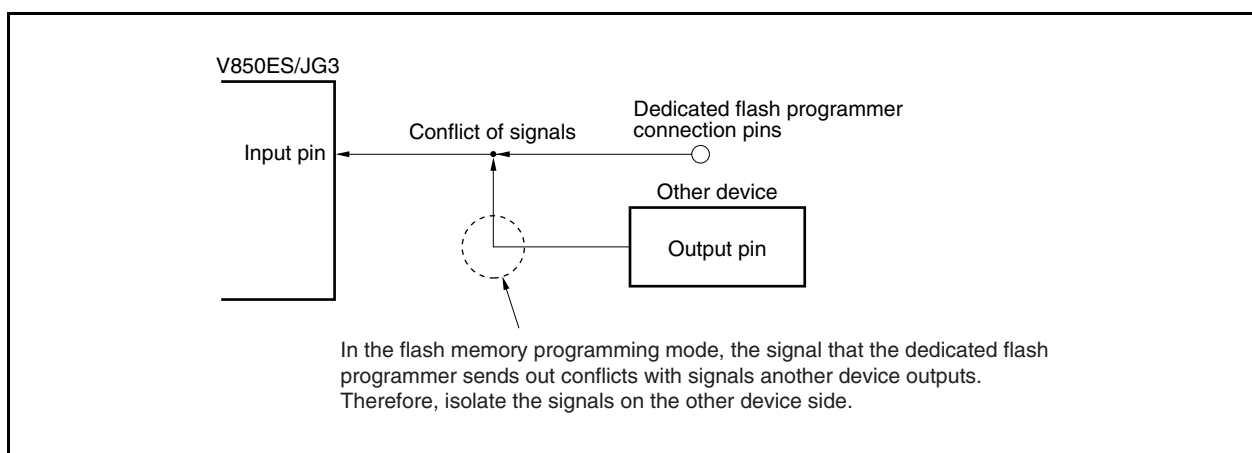 V850ES/JG3
Dedicated flash programmer
connection pins
Conflict of signals
Input pin
Other device
Output pin
In the flash memory programming mode, the signal that the dedicated flash
programmer sends out conflicts with signals another device outputs.
Therefore, isolate the signals on the other device side.